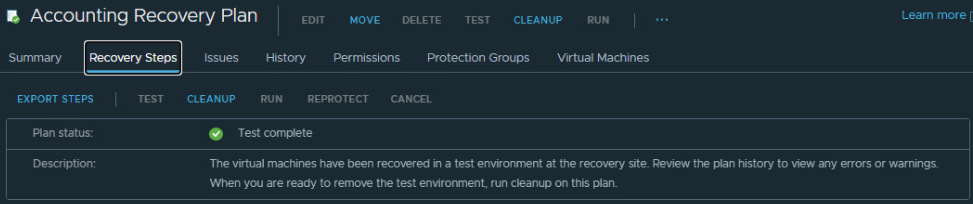 Accounting Recovery Plan EDIT MOVE DELETE TEST CLEANUP RUN ... Learn more
Summary Recovery Steps Issues History Permissions Protection Groups Virtual Machines
EXPORT STEPS TEST CLEANUP RUN REPROTECT CANCEL
Plan status: Test complete
Description: The virtual machines have been recovered in a test environment at the recovery site. Review the plan history to view any errors or warnings.
When you are ready to remove the test environment, run cleanup on this plan.